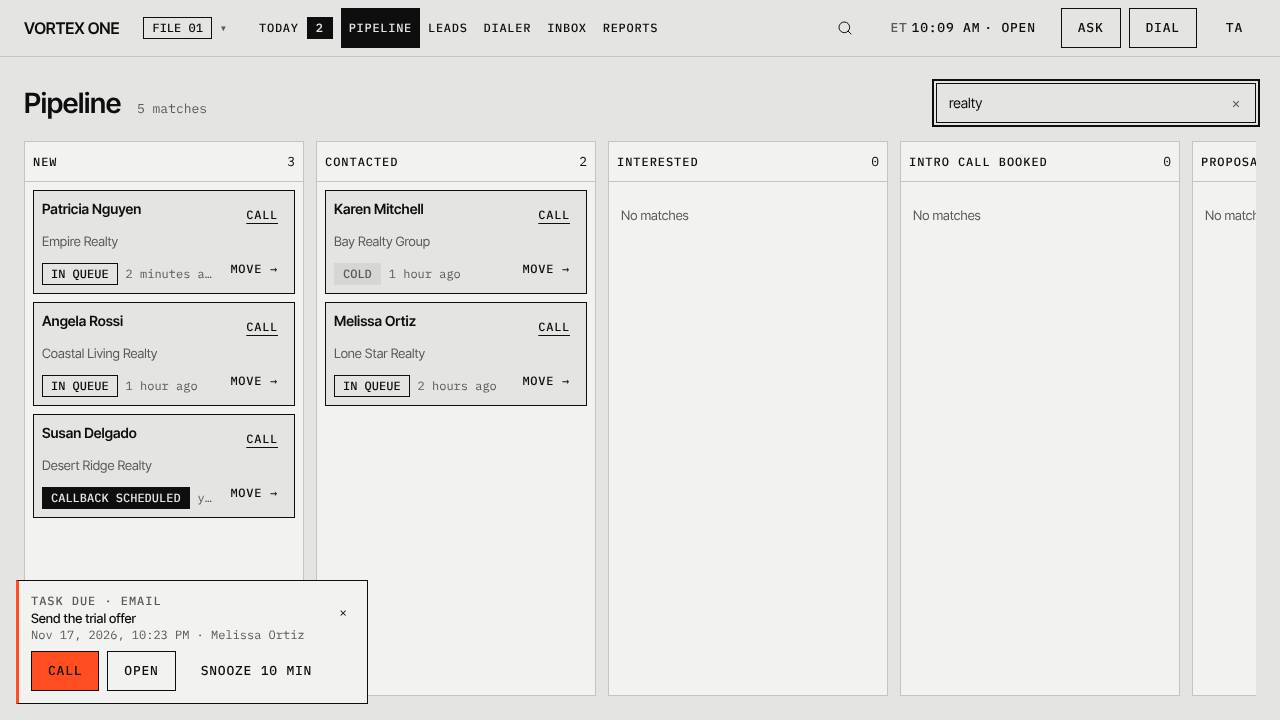 VORTEX ONE FILE 01 ▾ TODAY 2 PIPELINE LEADS DIALER INBOX REPORTS ET 10:09 AM · OPEN ASK DIAL TA
Pipeline 5 matches realty ×
NEW 3
Patricia Nguyen CALL
Empire Realty
IN QUEUE 2 minutes a… MOVE →
Angela Rossi CALL
Coastal Living Realty
IN QUEUE 1 hour ago MOVE →
Susan Delgado CALL
Desert Ridge Realty
CALLBACK SCHEDULED y… MOVE →
CONTACTED 2
Karen Mitchell CALL
Bay Realty Group
COLD 1 hour ago MOVE →
Melissa Ortiz CALL
Lone Star Realty
IN QUEUE 2 hours ago MOVE →
INTERESTED 0
No matches
INTRO CALL BOOKED 0
No matches
PROPOSA
No match
TASK DUE · EMAIL ×
Send the trial offer
Nov 17, 2026, 10:23 PM · Melissa Ortiz
CALL OPEN SNOOZE 10 MIN